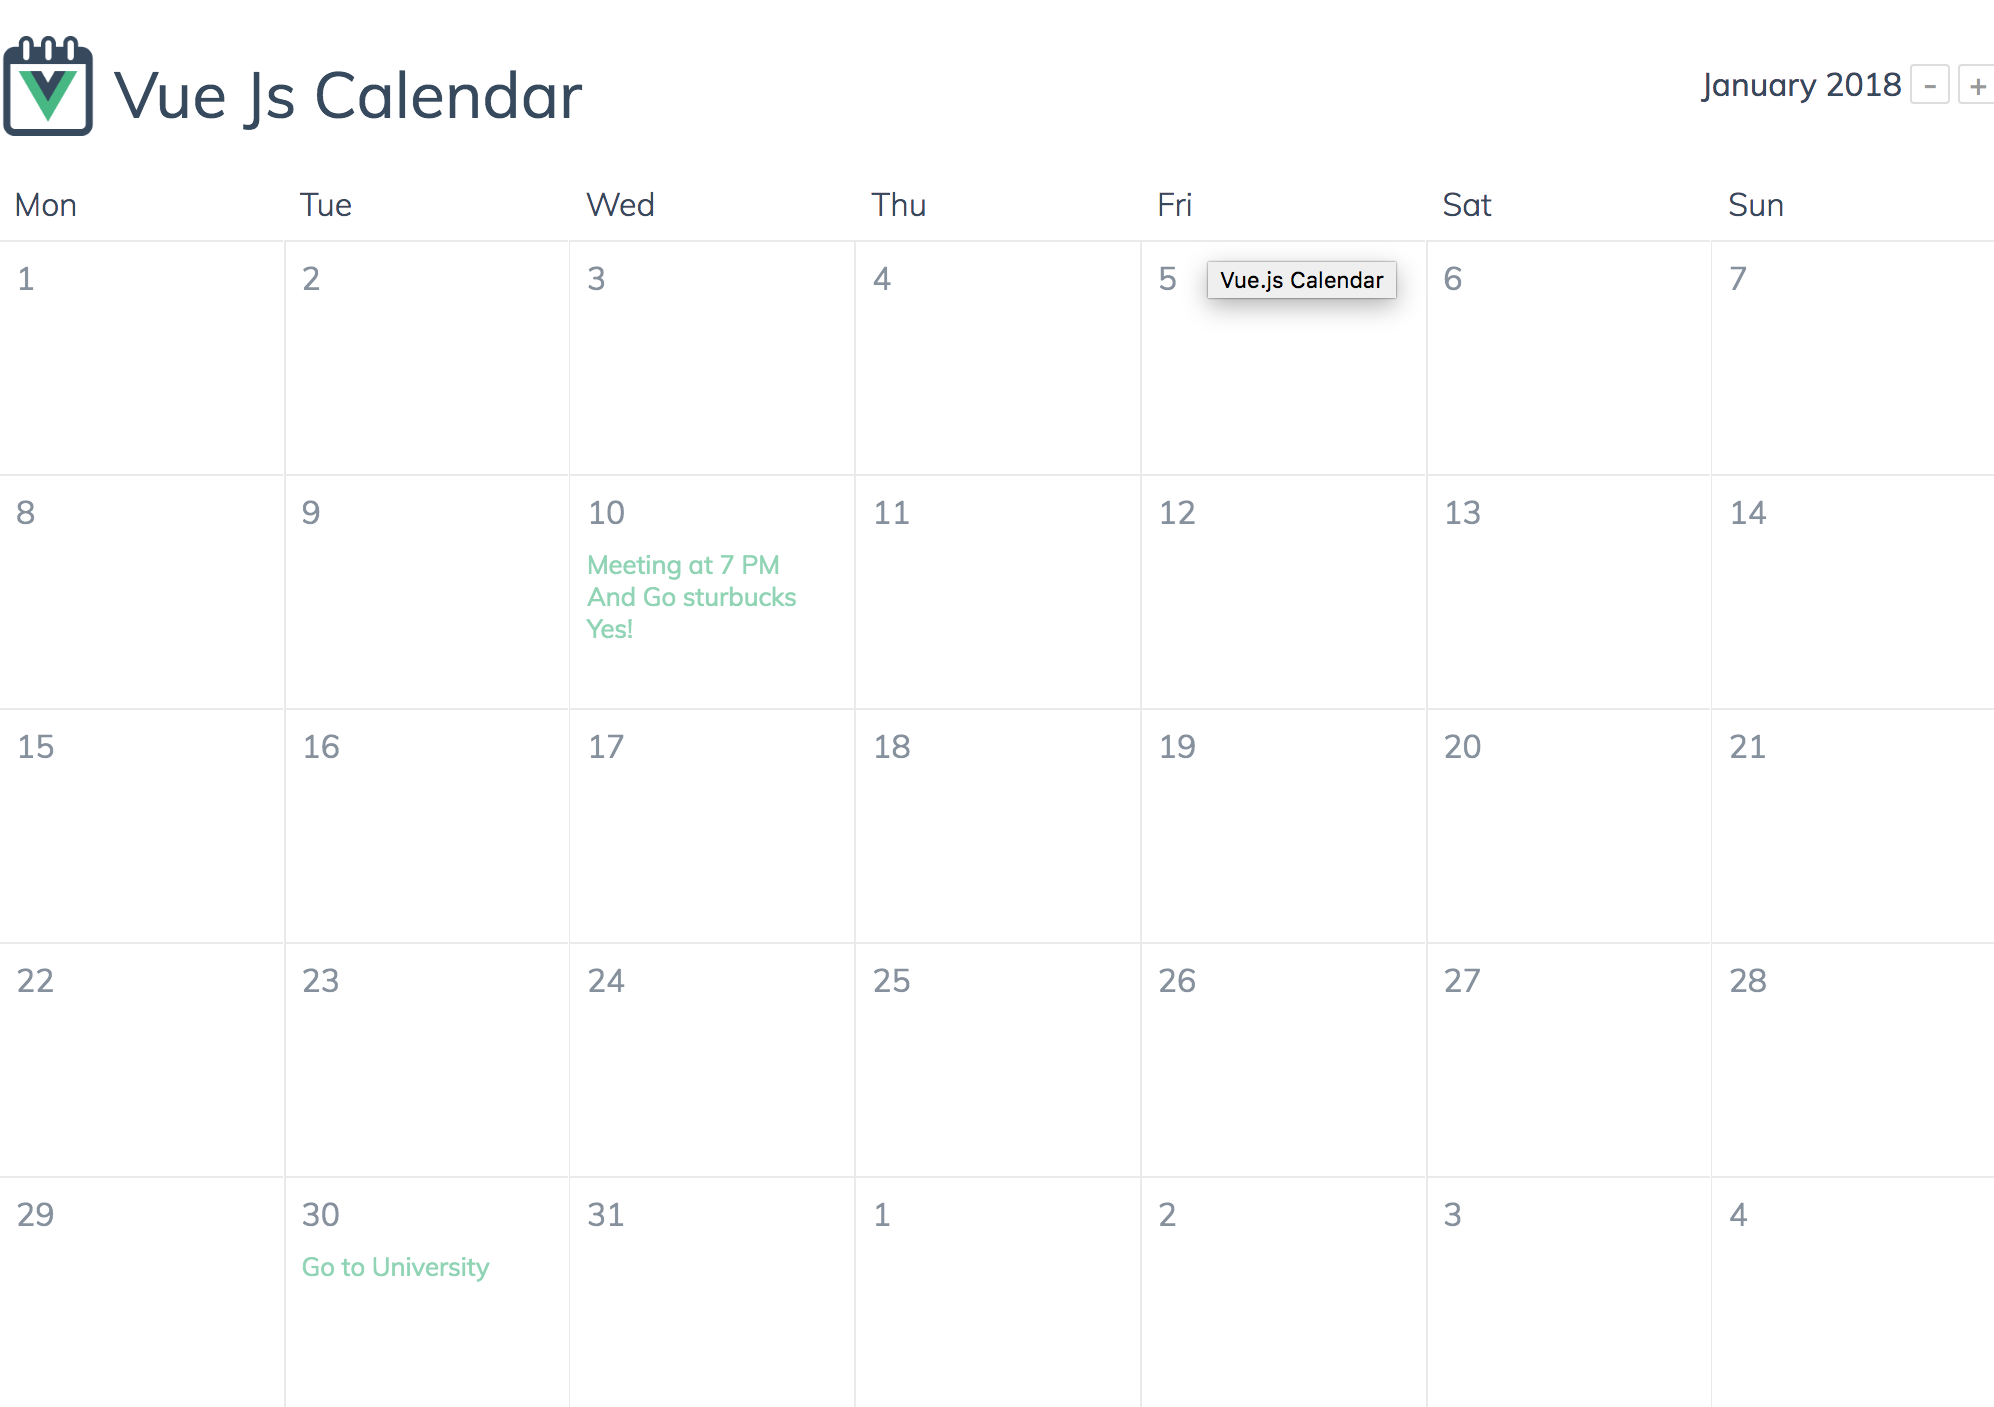 Vue Js Calendar
January 2018 - +
Mon Tue Wed Thu Fri Sat Sun
1 2 3 4 5 Vue.js Calendar 6 7
8 9 10 11 12 13 14
Meeting at 7 PM
And Go sturbucks
Yes!
15 16 17 18 19 20 21
22 23 24 25 26 27 28
29 30 31 1 2 3 4
Go to University